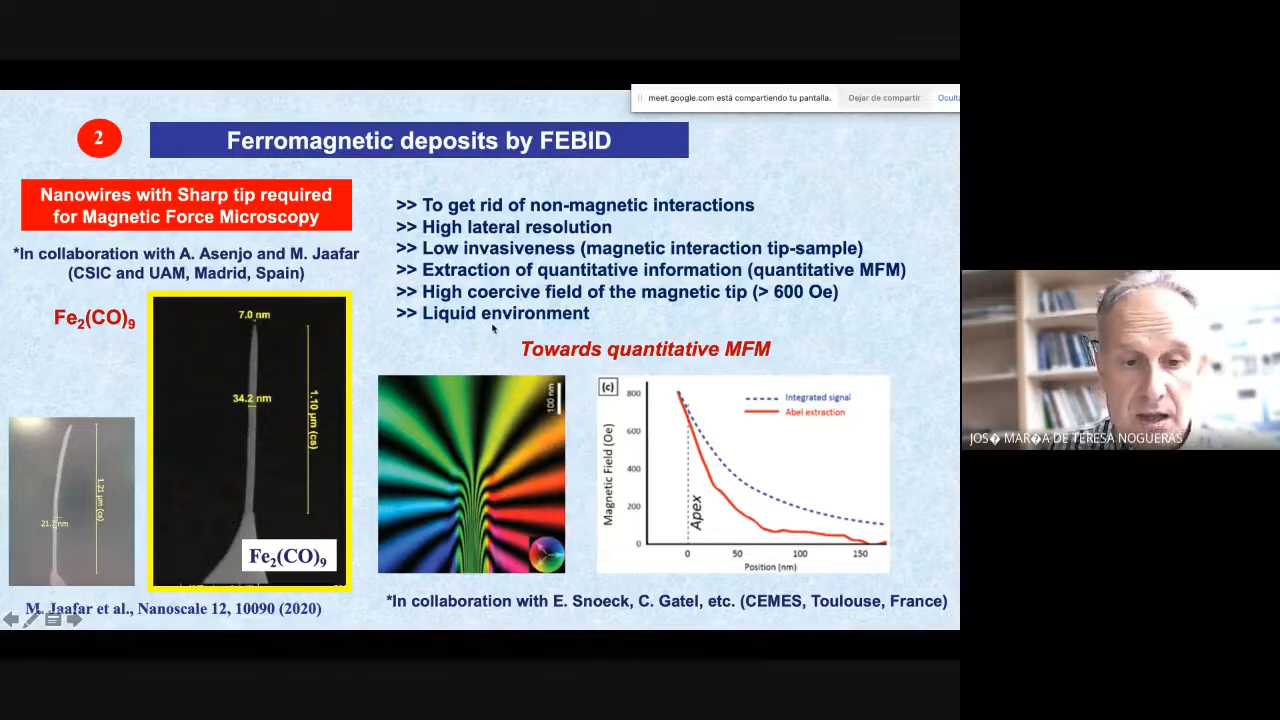 meet.google.com está compartiendo tu pantalla.
Dejar de compartir
Oculta
2
Ferromagnetic deposits by FEBID
Nanowires with Sharp tip required
for Magnetic Force Microscopy
*In collaboration with A. Asenjo and M. Jaafar
(CSIC and UAM, Madrid, Spain)
>> To get rid of non-magnetic interactions
>> High lateral resolution
>> Low invasiveness (magnetic interaction tip-sample)
>> Extraction of quantitative information (quantitative MFM)
>> High coercive field of the magnetic tip (> 600 Oe)
>> Liquid environment
Fe₂(CO)₉
7.0 nm
34.2 nm
1.10 µm (cs)
Fe₂(CO)₉
1.21 µm (cs)
21.7 nm
M. Jaafar et al., Nanoscale 12, 10090 (2020)
Towards quantitative MFM
100 nm
(c)
Integrated signal
Abel extraction
Magnetic Field (Oe)
800
600
400
200
0
Apex
0 50 100 150
Position (nm)
*In collaboration with E. Snoeck, C. Gatel, etc. (CEMES, Toulouse, France)
JOS� MAR�A DE TERESA NOGUERAS